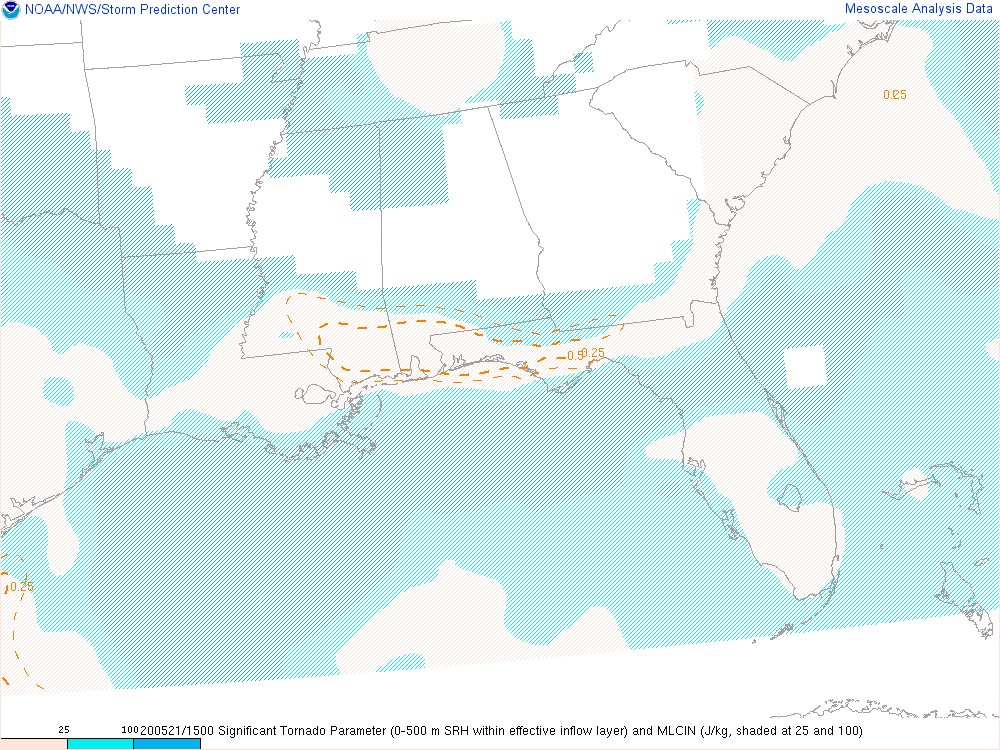 NOAA/NWS/Storm Prediction Center
Mesoscale Analysis Data
0.25
0.5
0.25
0.25
25
100
200521/1500 Significant Tornado Parameter (0-500 m SRH within effective inflow layer) and MLCIN (J/kg, shaded at 25 and 100)